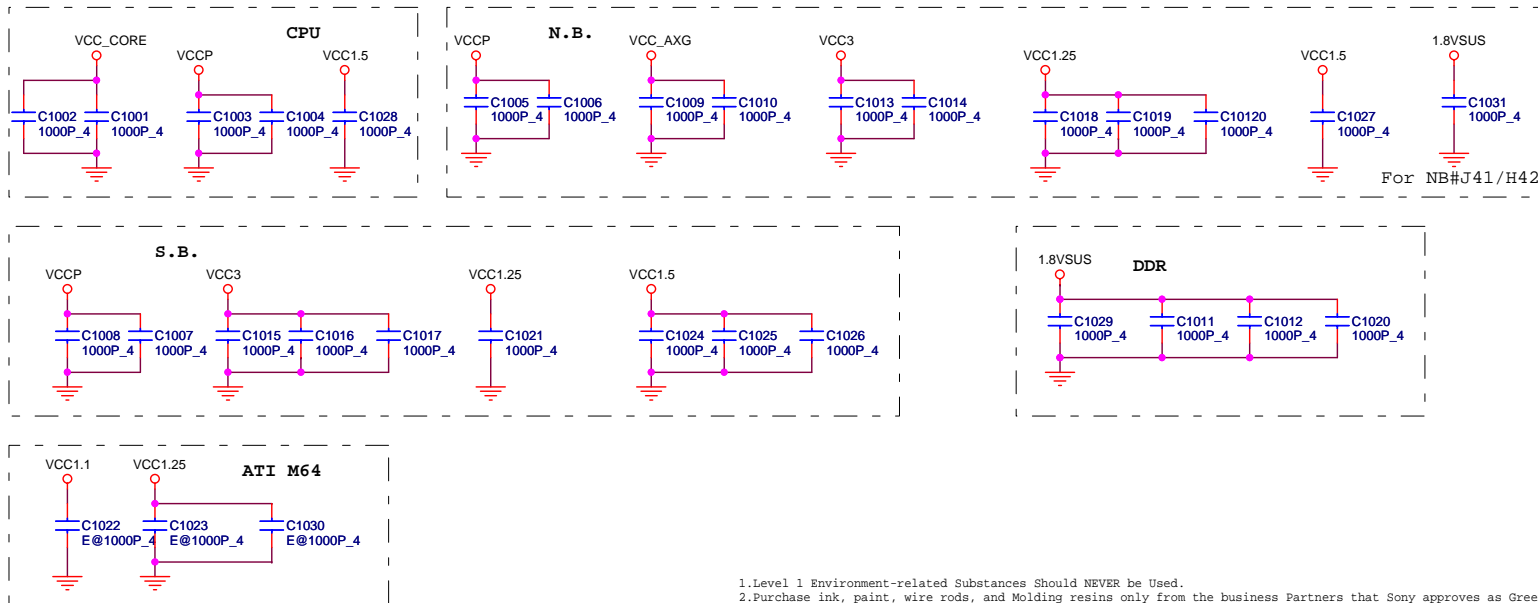 CPU
VCC_CORE
VCCP
VCC1.5
C1002
1000P_4
C1001
1000P_4
C1003
1000P_4
C1004
1000P_4
C1028
1000P_4
N.B.
VCCP
VCC_AXG
VCC3
VCC1.25
VCC1.5
1.8VSUS
C1005
1000P_4
C1006
1000P_4
C1009
1000P_4
C1010
1000P_4
C1013
1000P_4
C1014
1000P_4
C1018
1000P_4
C1019
1000P_4
C10120
1000P_4
C1027
1000P_4
C1031
1000P_4
For NB#J41/H42
S.B.
VCCP
VCC3
VCC1.25
VCC1.5
C1008
1000P_4
C1007
1000P_4
C1015
1000P_4
C1016
1000P_4
C1017
1000P_4
C1021
1000P_4
C1024
1000P_4
C1025
1000P_4
C1026
1000P_4
DDR
1.8VSUS
C1029
1000P_4
C1011
1000P_4
C1012
1000P_4
C1020
1000P_4
ATI M64
VCC1.1
VCC1.25
C1022
E@1000P_4
C1023
E@1000P_4
C1030
E@1000P_4
1.Level 1 Environment-related Substances Should NEVER be Used.
2.Purchase ink, paint, wire rods, and Molding resins only from the business Partners that Sony approves as Gree